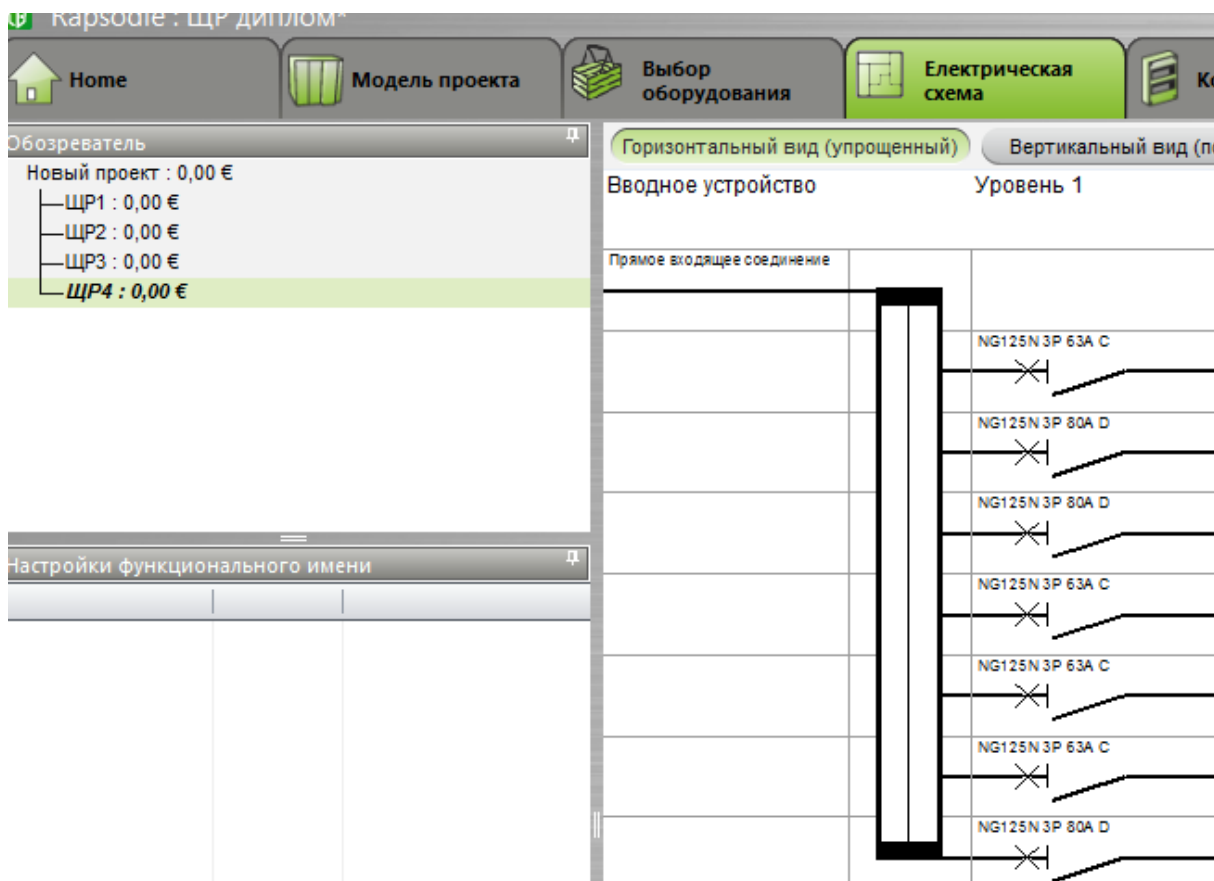 Rapsodie : ЩР диплом*
Home
Модель проекта
Выбор
оборудования
Електрическая
схема
Обозреватель
Новый проект : 0,00 €
ЩР1 : 0,00 €
ЩР2 : 0,00 €
ЩР3 : 0,00 €
ЩР4 : 0,00 €
Настройки функционального имени
Горизонтальный вид (упрощенный)
Вертикальный вид
Вводное устройство
Уровень 1
Прямое входящее соединение
NG125N 3P 63A C
NG125N 3P 80A D
NG125N 3P 80A D
NG125N 3P 63A C
NG125N 3P 63A C
NG125N 3P 63A C
NG125N 3P 80A D